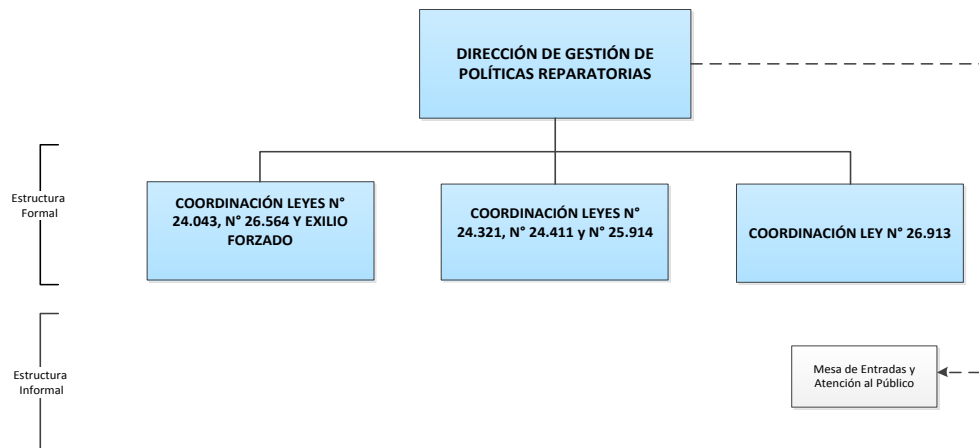 DIRECCIÓN DE GESTIÓN DE
POLÍTICAS REPARATORIAS
Estructura
Formal
COORDINACIÓN LEYES N°
24.043, N° 26.564 Y EXILIO
FORZADO
COORDINACIÓN LEYES N°
24.321, N° 24.411 y N° 25.914
COORDINACIÓN LEY N° 26.913
Estructura
Informal
Mesa de Entradas y
Atención al Público